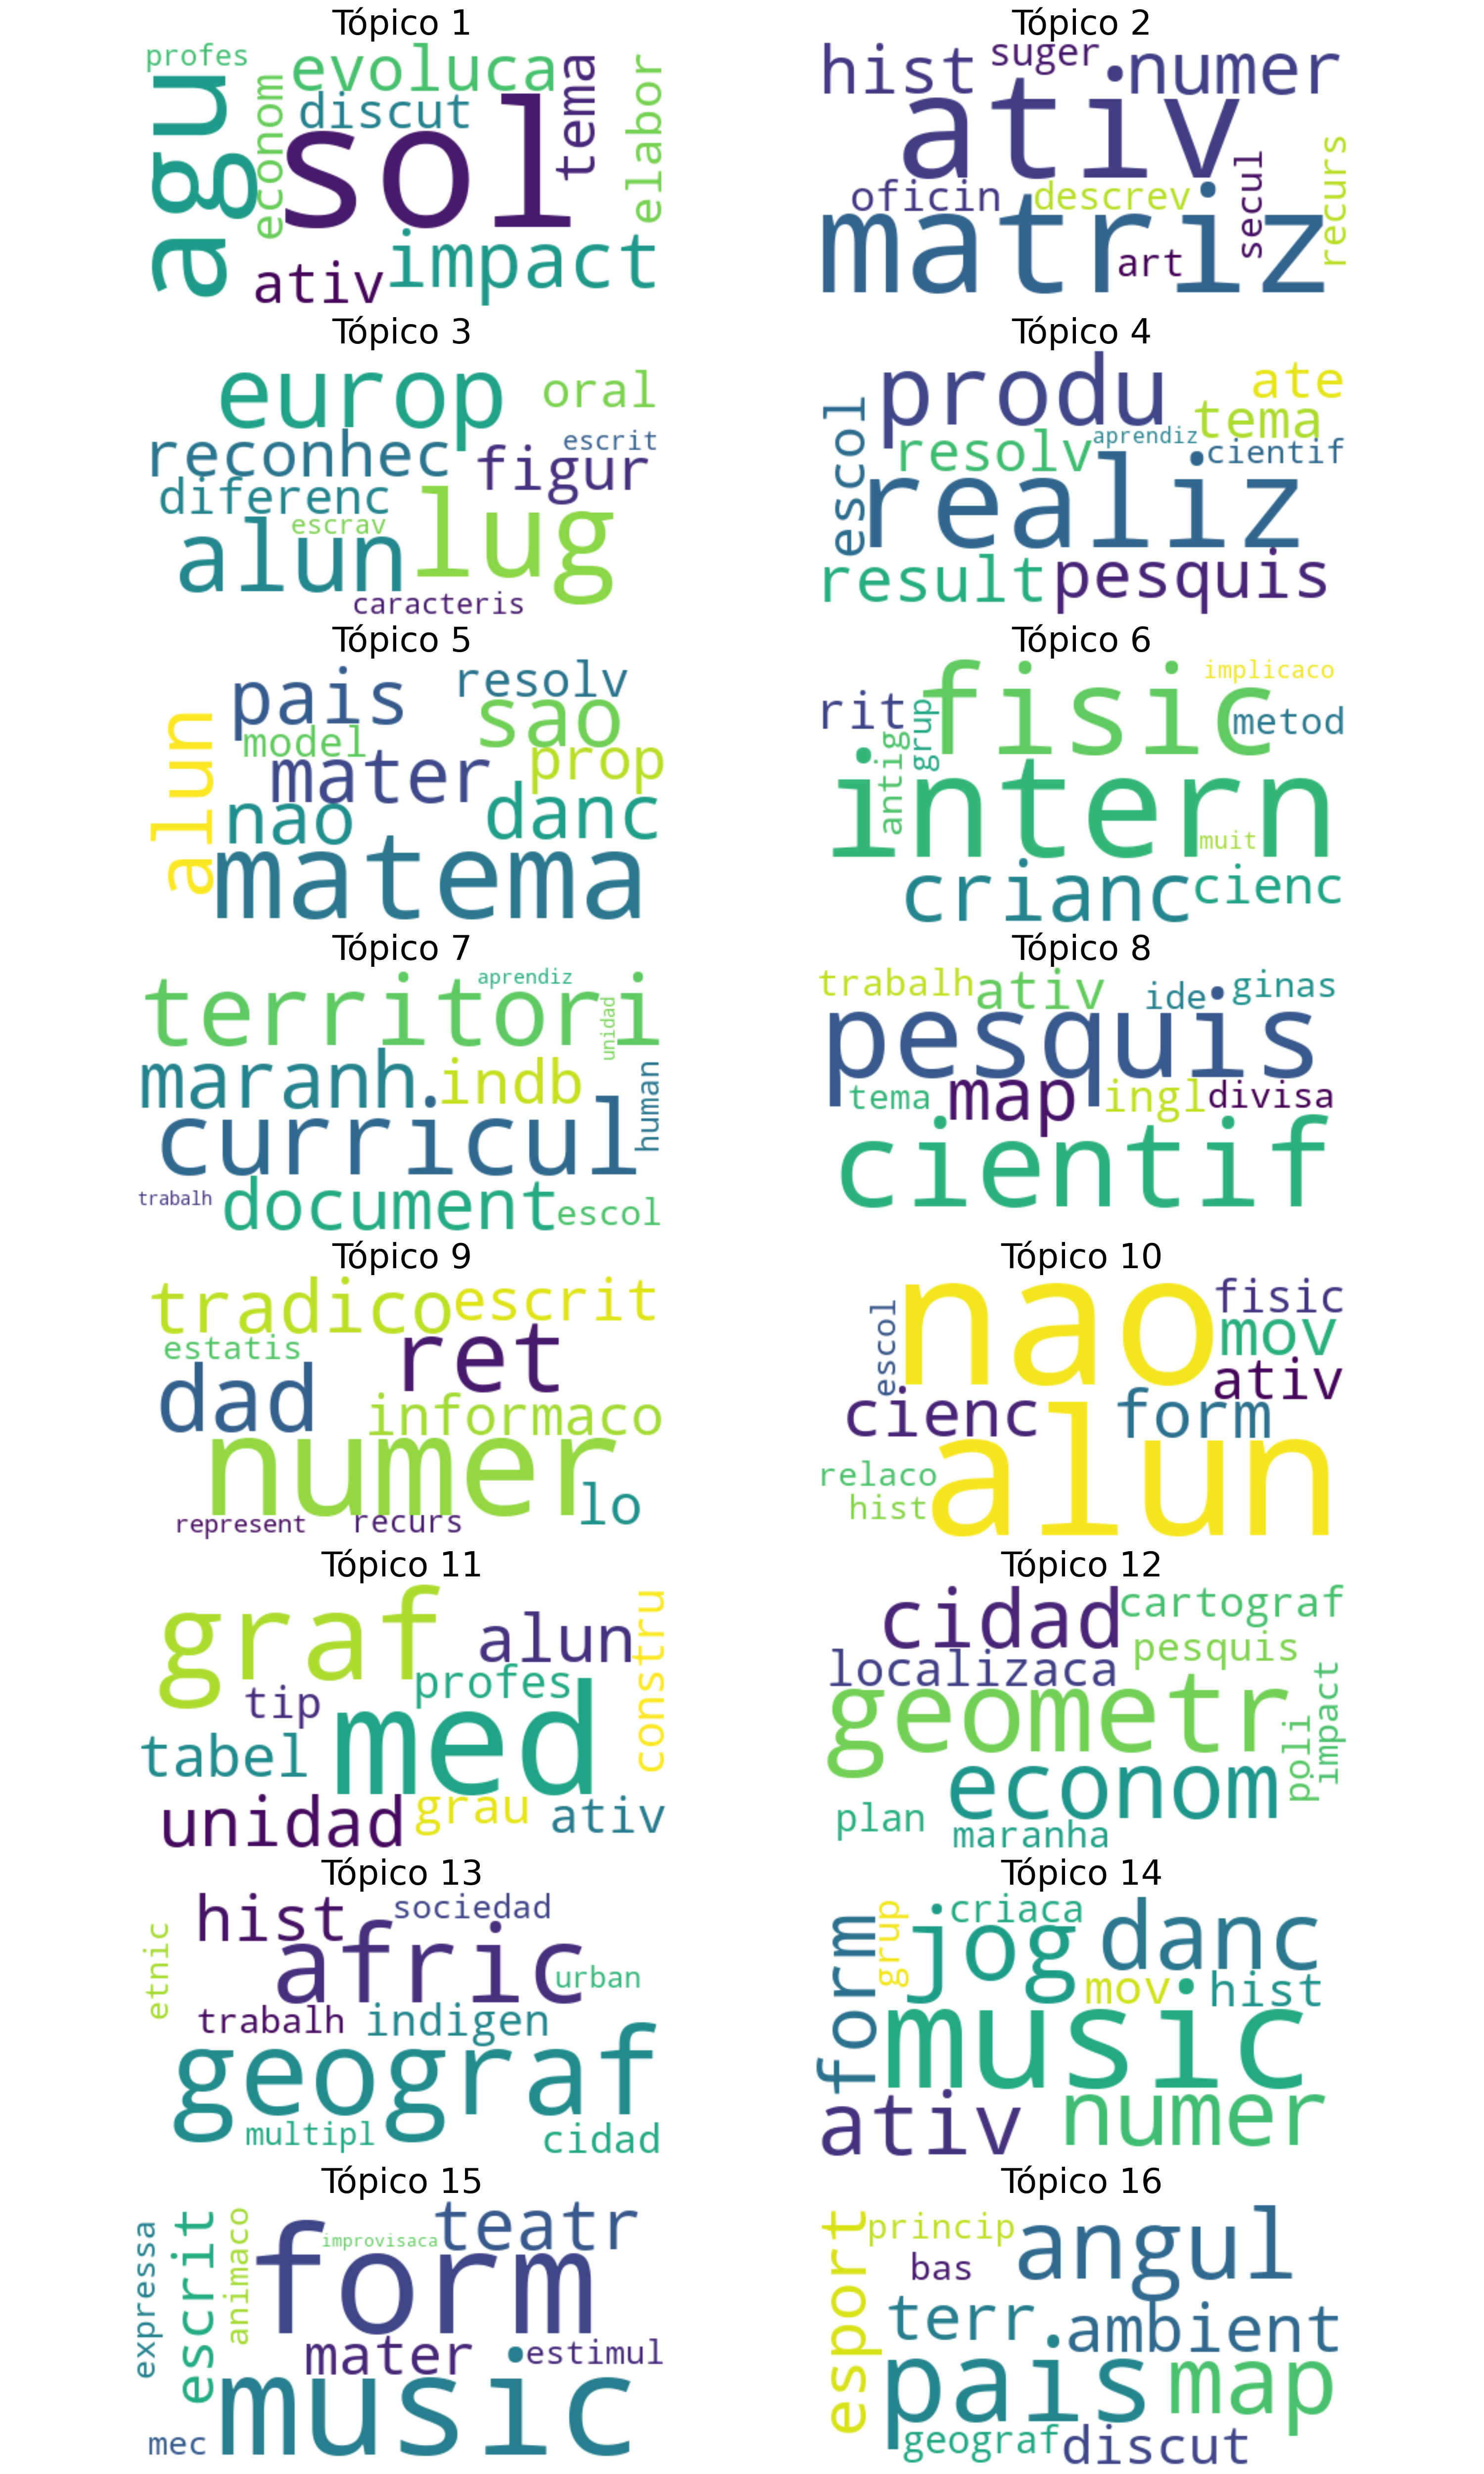 Tópico 1
profes
evoluca
tema
elabor
agu
econom
discut
sol
impact
ativ
Tópico 2
hist
suger
numer
ativ
oficin
descrev
secul
recurs
matriz
art
Tópico 3
europ
oral
reconhec
escrit
figur
diferenc
escrav
alun
lug
caracteris
Tópico 4
produ
ate
tema
escol
resolv
aprendiz
cientif
realiz
result
pesquis
Tópico 5
pais
resolv
sao
alun
model
mater
prop
nao
danc
matema
Tópico 6
fisic
implicaco
rit
grup
metod
antig
intern
muit
crianc
cienc
Tópico 7
aprendiz
territori
unidad
maranh
indb
human
curricul
trabalh
document
escol
Tópico 8
trabalh
ativ
ide
ginas
pesquis
tema
map
ingl
divisa
cientif
Tópico 9
tradico
escrit
estatis
ret
dad
informaco
numer
lo
represent
recurs
Tópico 10
escol
nao
fisic
mov
ativ
cienc
form
relaco
hist
alun
Tópico 11
graf
alun
constru
profes
tip
med
tabel
unidad
grau
ativ
Tópico 12
cidad
cartograf
pesquis
localizaca
geometr
poli
impact
econom
plan
maranha
Tópico 13
hist
sociedad
etnic
afric
urban
trabalh
indigen
geograf
multipl
cidad
Tópico 14
form
grup
criaca
jog
danc
mov
hist
music
ativ
numer
Tópico 15
expressa
escrit
animaco
improvisaca
teatr
form
mater
estimul
mec
music
Tópico 16
esport
princip
angul
bas
terr
ambient
pais
map
geograf
discut